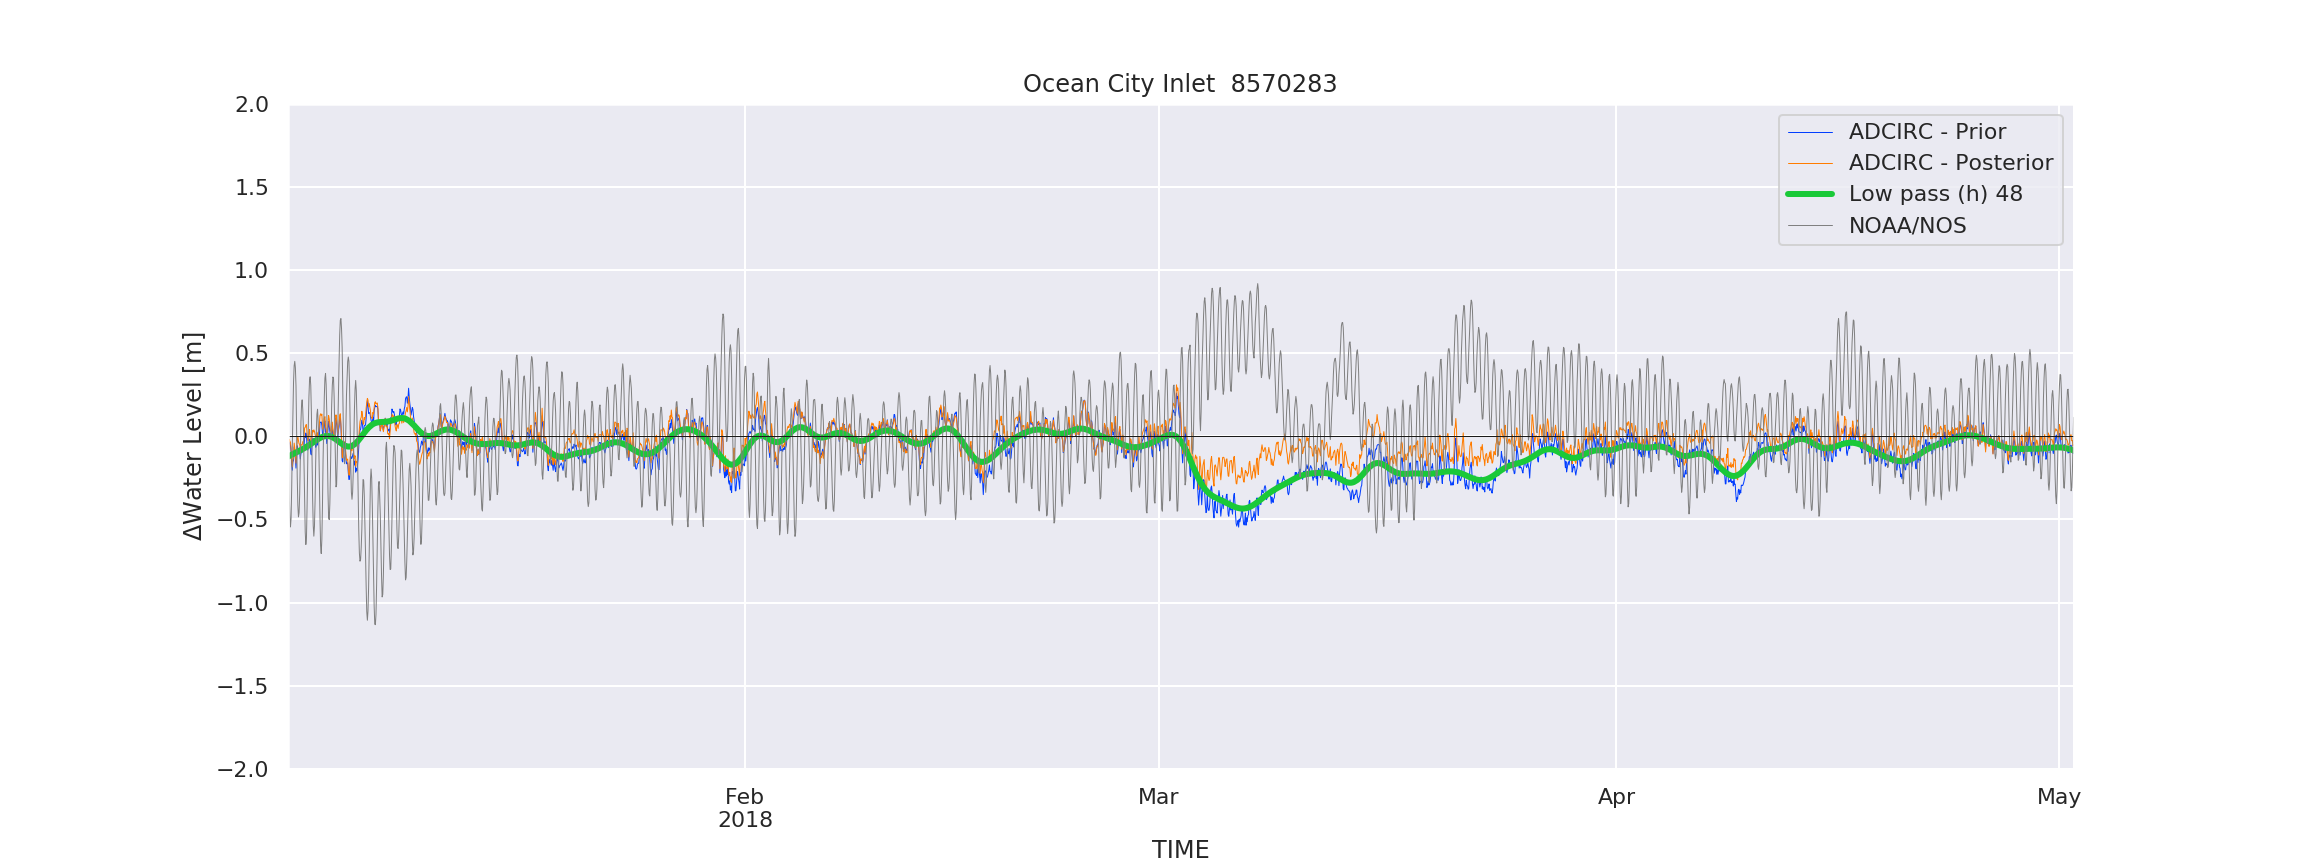 Ocean City Inlet  8570283
2.0
1.5
1.0
0.5
0.0
−0.5
−1.0
−1.5
−2.0
ΔWater Level [m]
ADCIRC - Prior
ADCIRC - Posterior
Low pass (h) 48
NOAA/NOS
Feb
2018
Mar
Apr
May
TIME